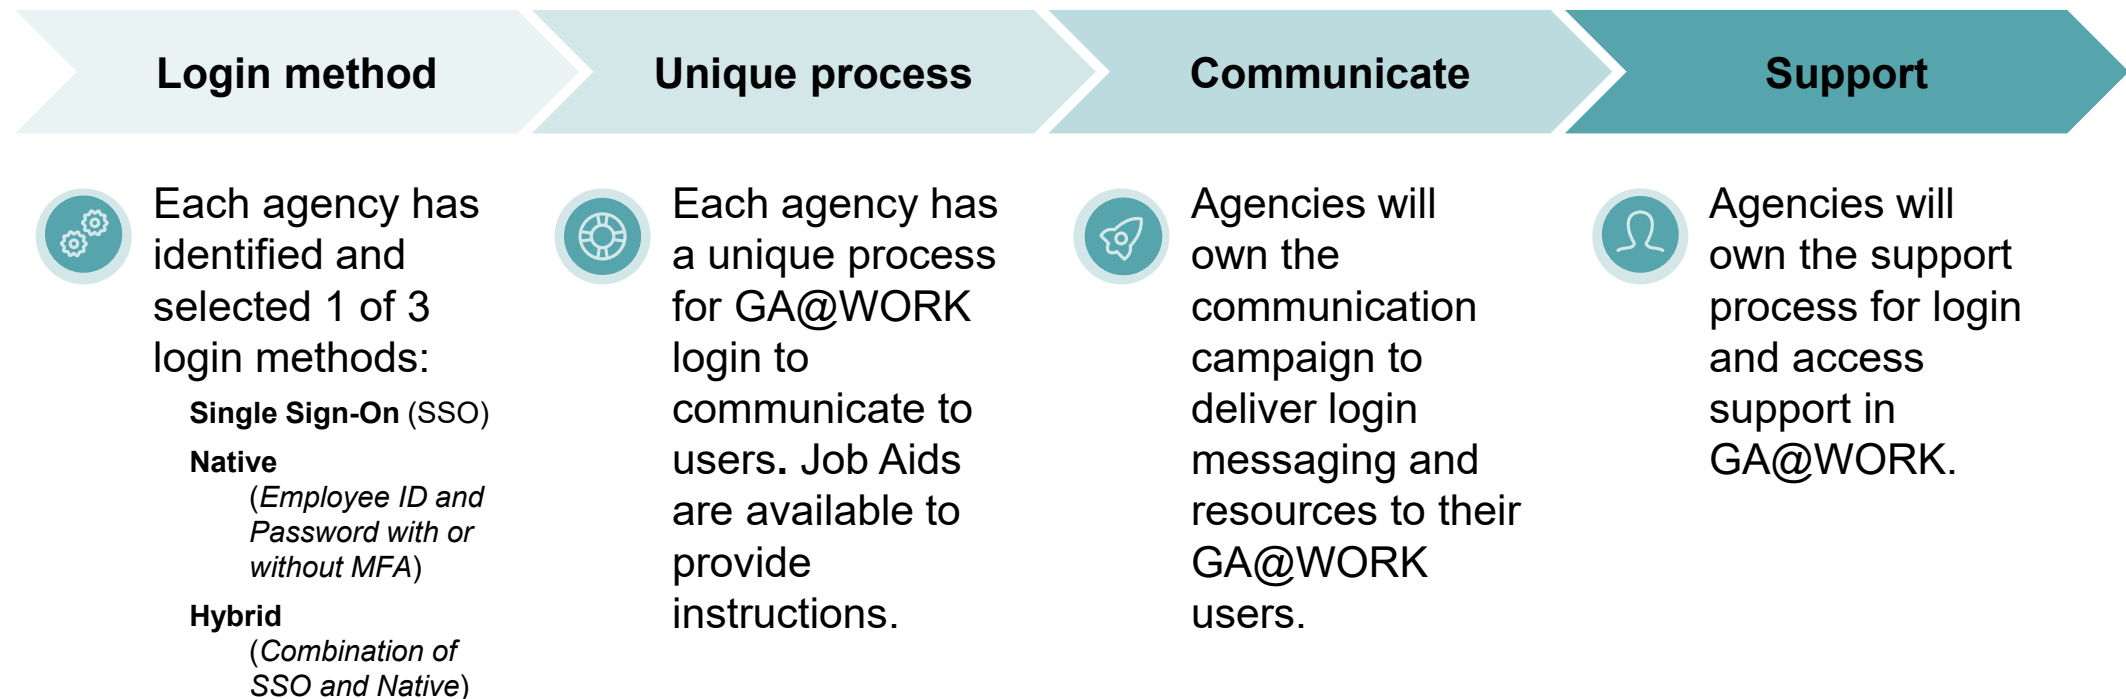 Login method
Unique process
Communicate
Support
Each agency has
identified and
selected 1 of 3
login methods:
Single Sign-On (SSO)
Native
(Employee ID and
Password with or
without MFA)
Hybrid
(Combination of
SSO and Native)
Each agency has
a unique process
for GA@WORK
login to
communicate to
users. Job Aids
are available to
provide
instructions.
Agencies will
own the
communication
campaign to
deliver login
messaging and
resources to their
GA@WORK
users.
Agencies will
own the support
process for login
and access
support in
GA@WORK.